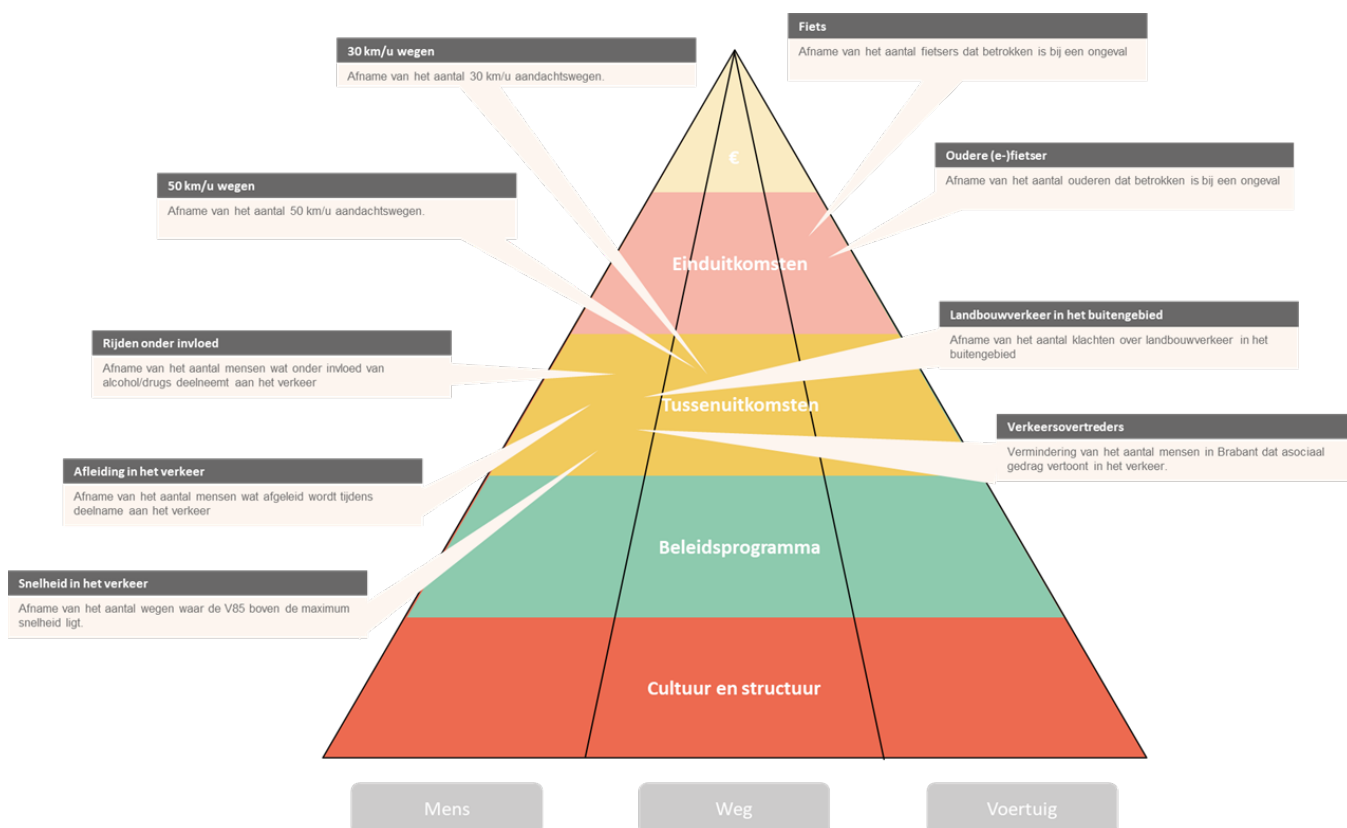 Fiets
Afname van het aantal fietsers dat betrokken is bij een ongeval
30 km/u wegen
Afname van het aantal 30 km/u aandachtswegen.
€
Oudere (e-)fietser
Afname van het aantal ouderen dat betrokken is bij een ongeval
50 km/u wegen
Afname van het aantal 50 km/u aandachtswegen.
Einduitkomsten
Landbouwverkeer in het buitengebied
Afname van het aantal klachten over landbouwverkeer in het
buitengebied
Rijden onder invloed
Afname van het aantal mensen wat onder invloed van
alcohol/drugs deelneemt aan het verkeer
Tussenuitkomsten
Verkeersovertreders
Vermindering van het aantal mensen in Brabant dat asociaal
gedrag vertoont in het verkeer.
Afleiding in het verkeer
Afname van het aantal mensen wat afgeleid wordt tijdens
deelname aan het verkeer
Beleidsprogramma
Snelheid in het verkeer
Afname van het aantal wegen waar de V85 boven de maximum
snelheid ligt.
Cultuur en structuur
Mens
Weg
Voertuig